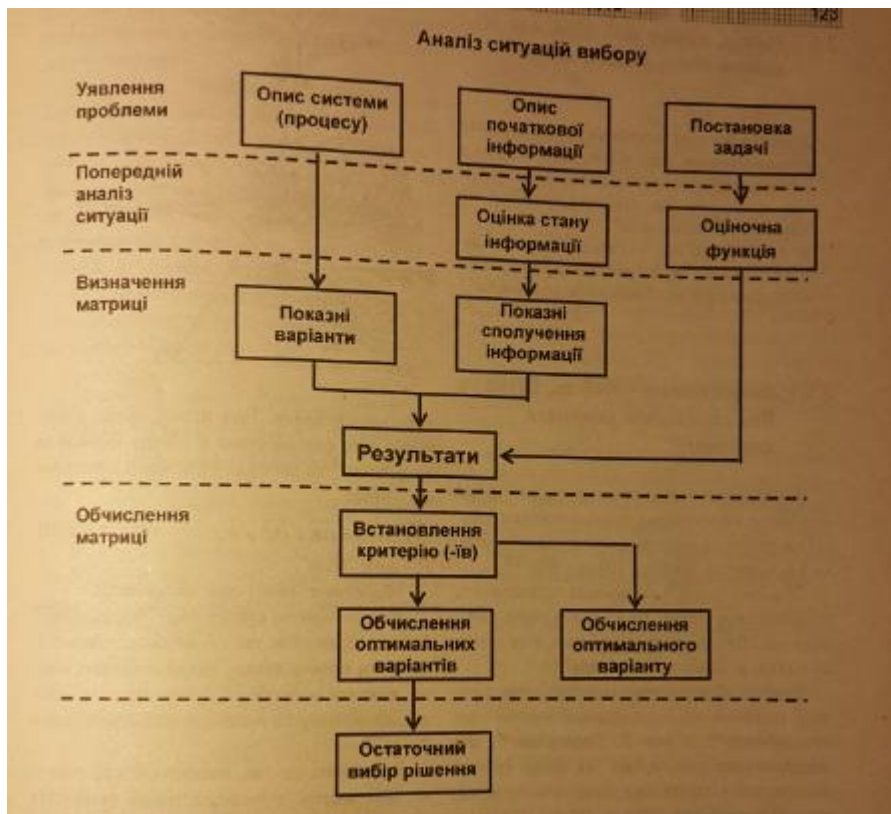 123
Аналіз ситуацій вибору
Уявлення
проблеми
Опис системи
(процесу)
Опис
початкової
інформації
Постановка
задачі
Попередній
аналіз
ситуації
Оцінка стану
інформації
Оціночна
функція
Визначення
матриці
Показні
варіанти
Показні
сполучення
інформації
Результати
Обчислення
матриці
Встановлення
критерію (-їв)
Обчислення
оптимальних
варіантів
Обчислення
оптимального
варіанту
Остаточний
вибір рішення